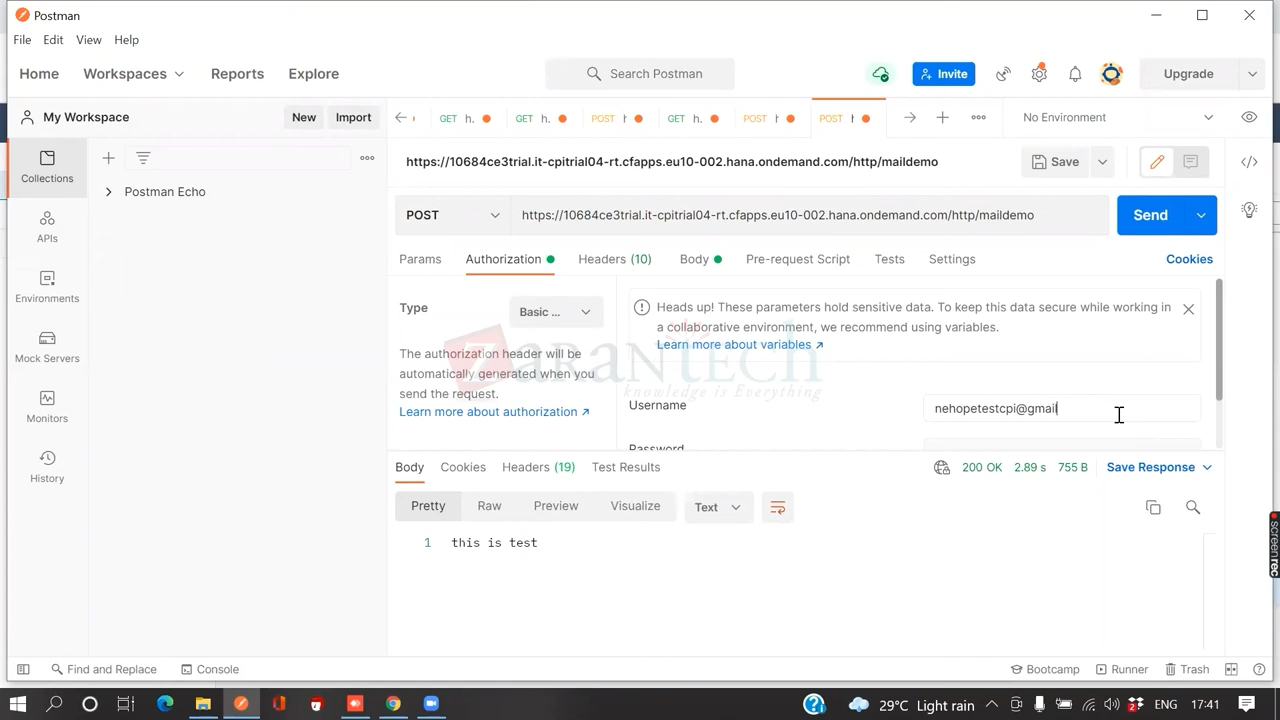 Postman
File Edit View Help
Home Workspaces Reports Explore Search Postman Invite Upgrade
My Workspace New Import GET h. GET h. POST h GET h. POST h POST h No Environment
Collections
Postman Echo
https://10684ce3trial.it-cpitrial04-rt.cfapps.eu10-002.hana.ondemand.com/http/maildemo Save
POST https://10684ce3trial.it-cpitrial04-rt.cfapps.eu10-002.hana.ondemand.com/http/maildemo Send
APIs
Params Authorization Headers (10) Body Pre-request Script Tests Settings Cookies
Environments
Type Basic ...
Heads up! These parameters hold sensitive data. To keep this data secure while working in
a collaborative environment, we recommend using variables.
Learn more about variables ↗
Mock Servers
The authorization header will be
automatically generated when you
send the request.
Learn more about authorization ↗
ZaranTech
knowledge is Everything
Monitors
Username nehopetestcpi@gmail
Password
History
Body Cookies Headers (19) Test Results 200 OK 2.89 s 755 B Save Response
Pretty Raw Preview Visualize Text
1 this is test
screenrec
Find and Replace Console Bootcamp Runner Trash
29°C Light rain ENG 17:41